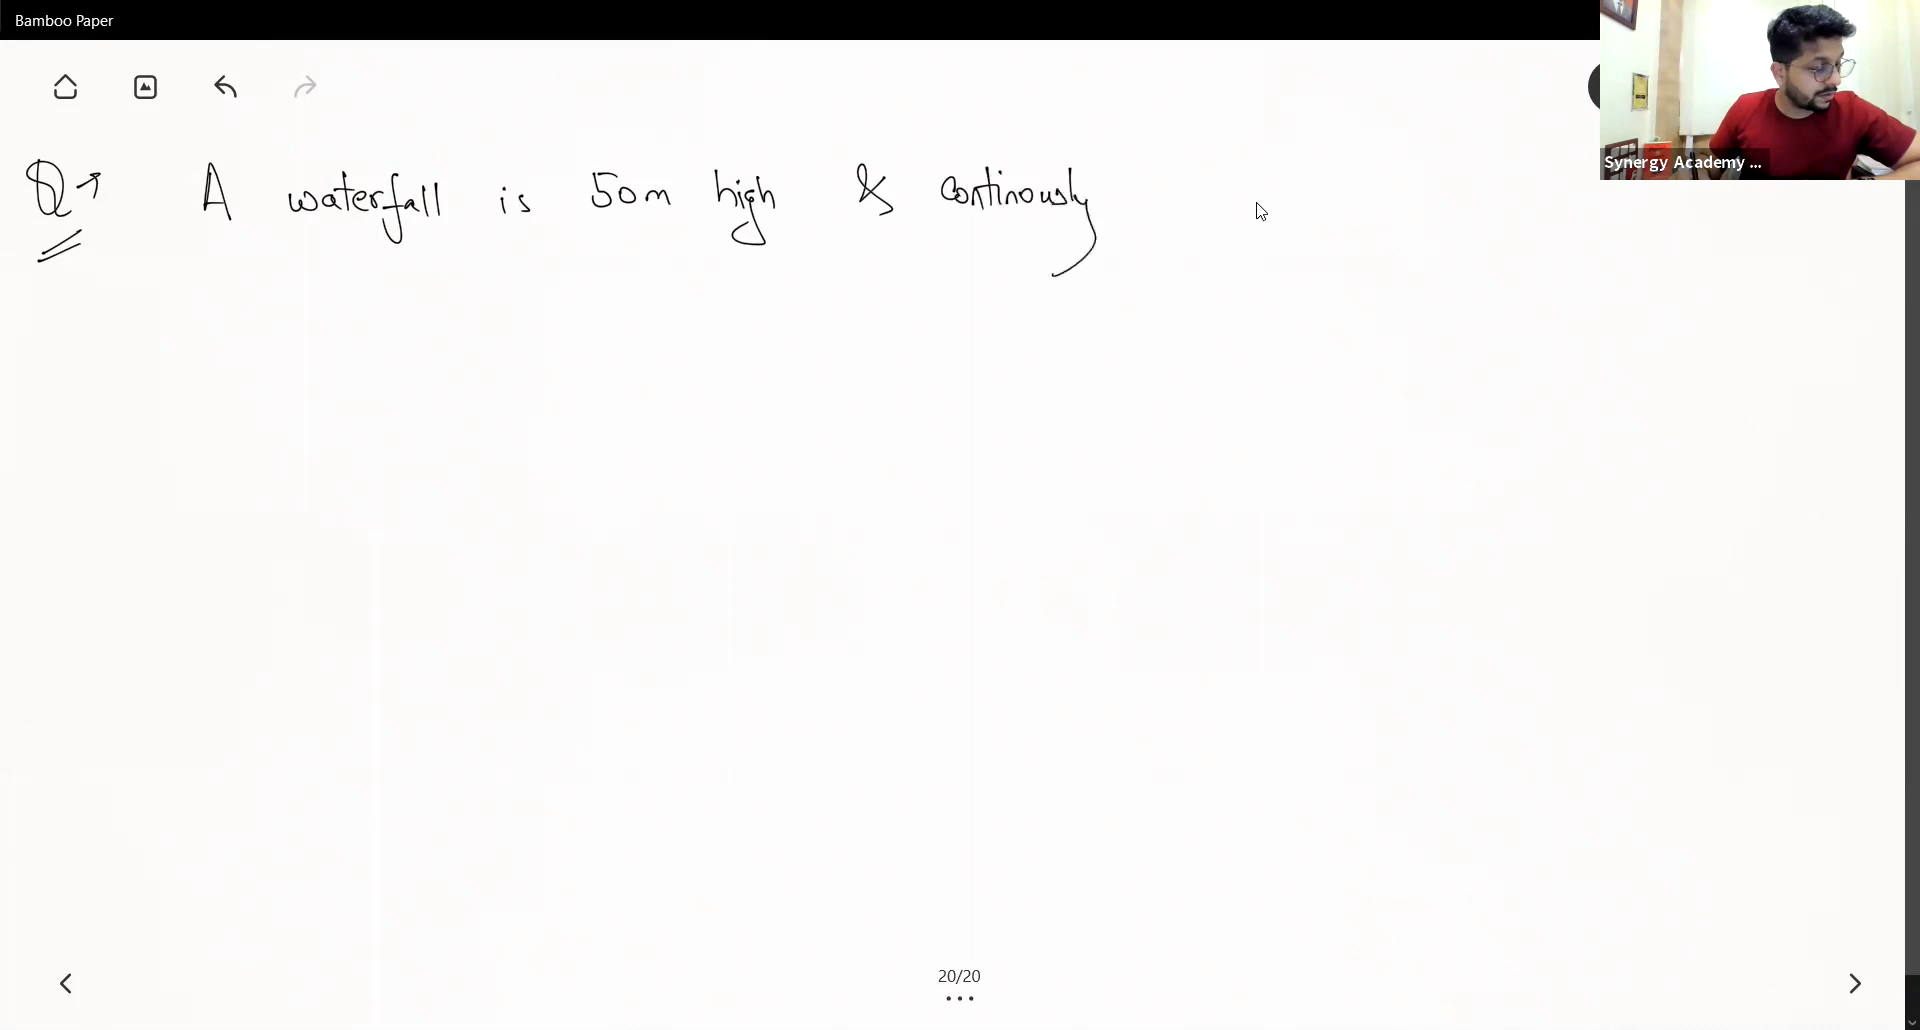 Bamboo Paper
Synergy Academy ...
Q→ A waterfall is 50m high & continously
20/20